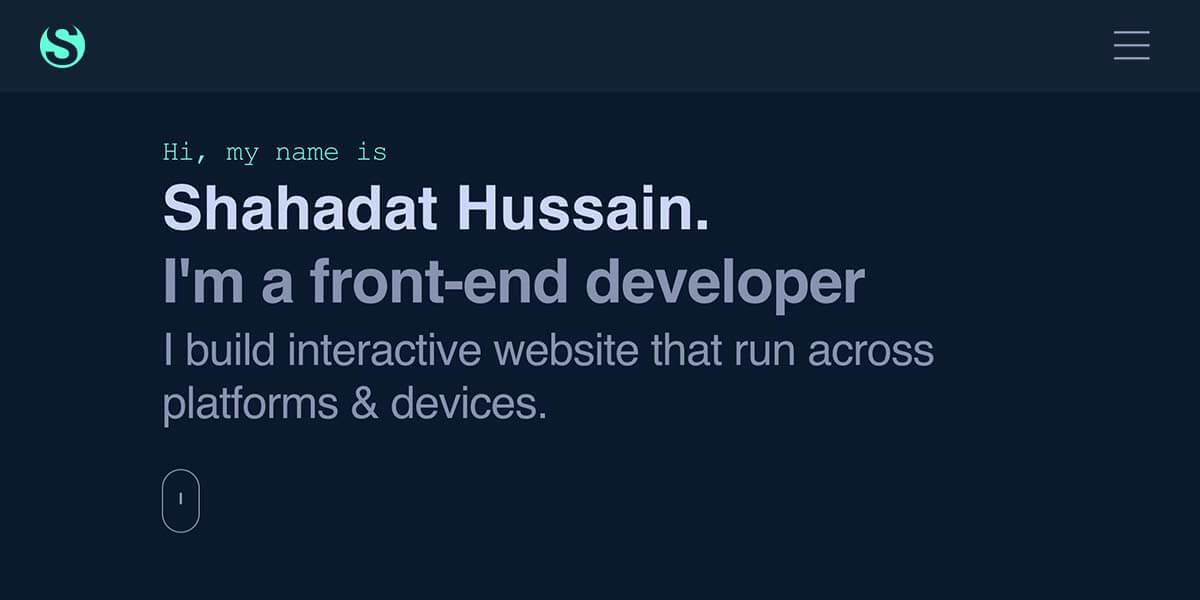 S
Hi, my name is
Shahadat Hussain.
I'm a front-end developer
I build interactive website that run across
platforms & devices.